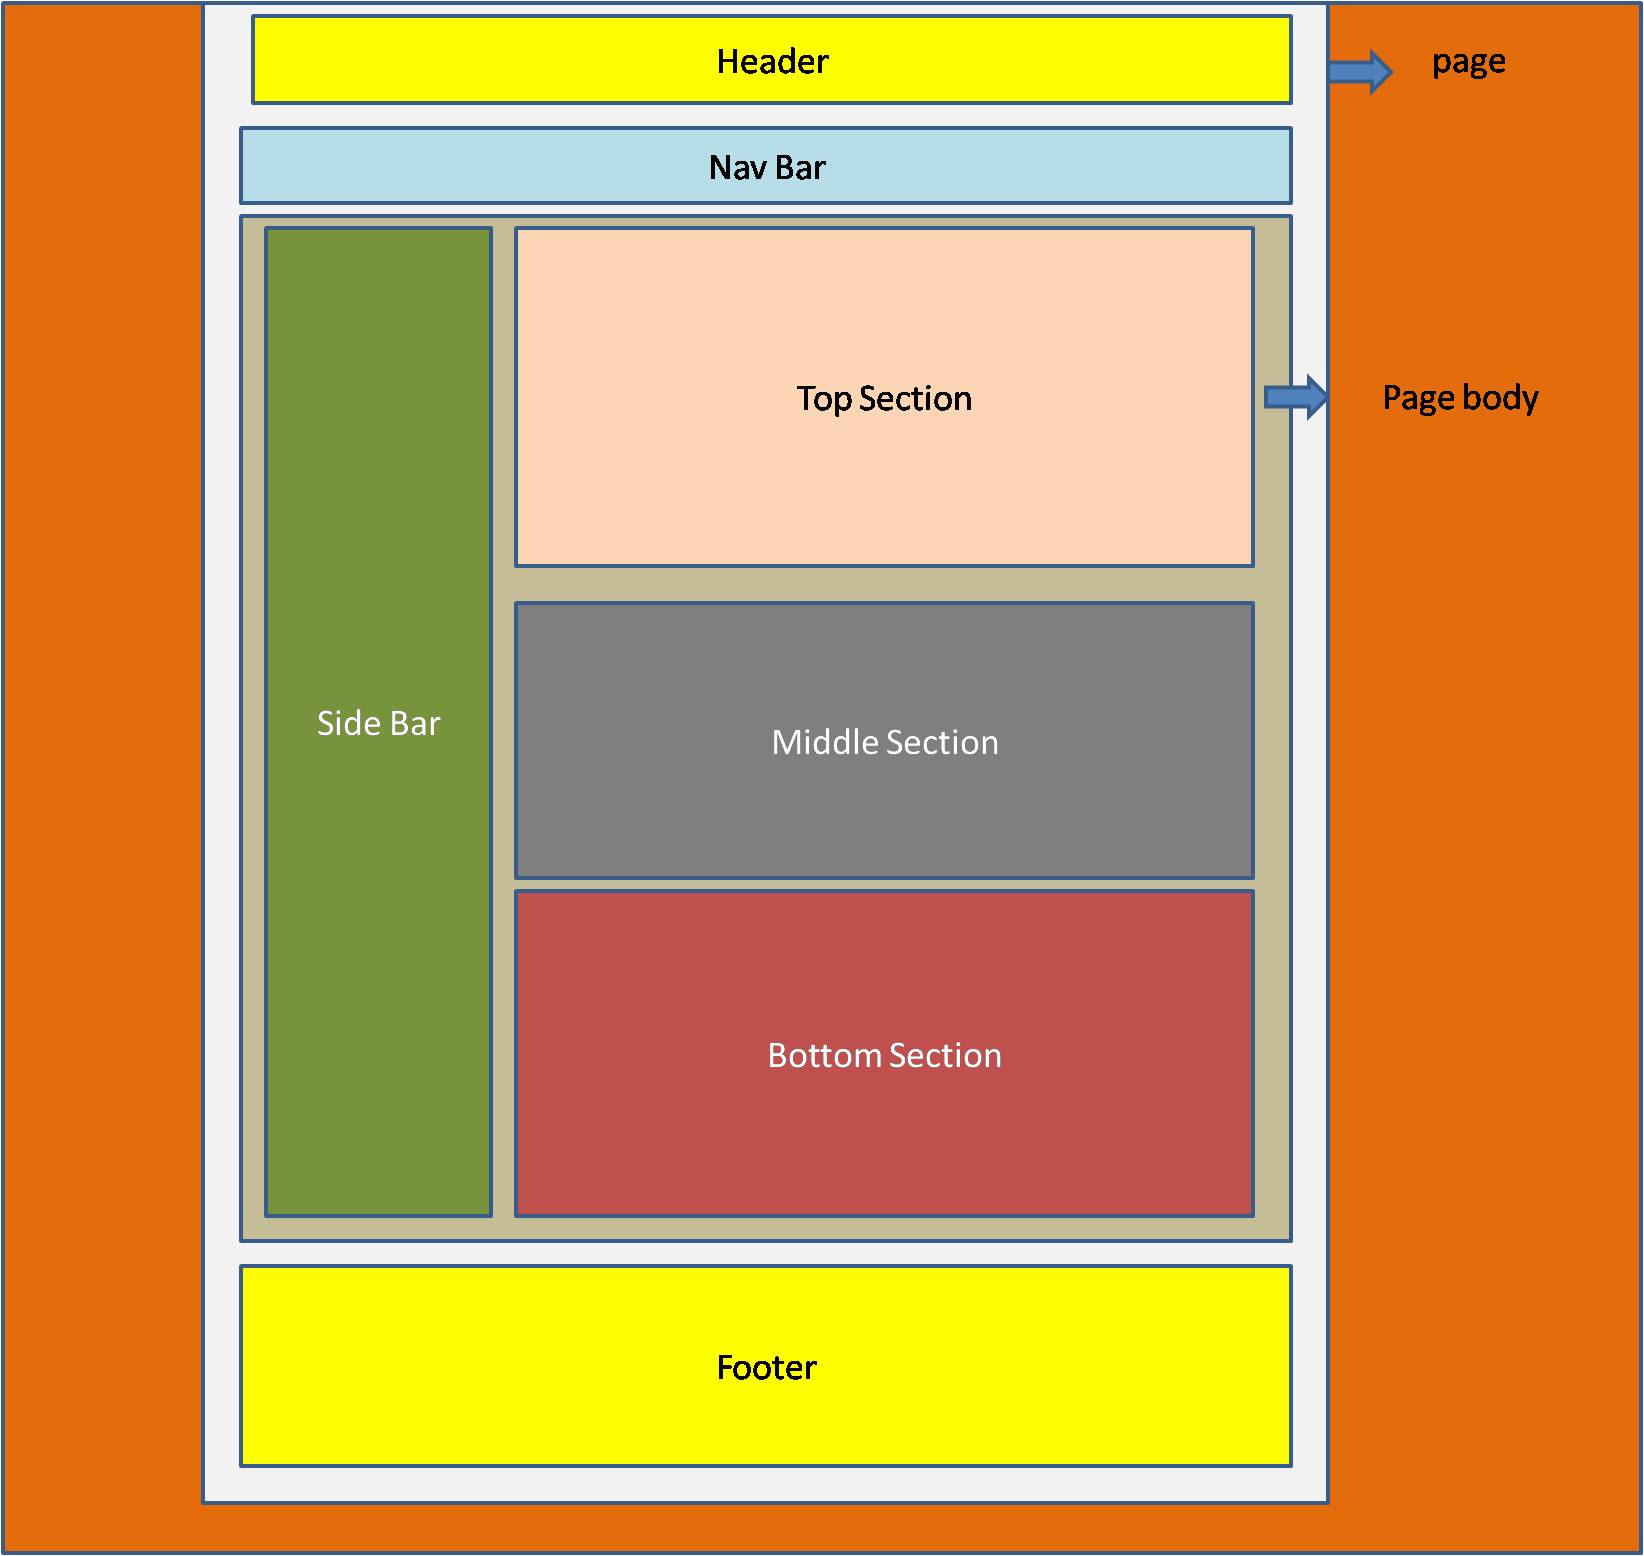 Header
page
Nav Bar
Top Section
Page body
Side Bar
Middle Section
Bottom Section
Footer